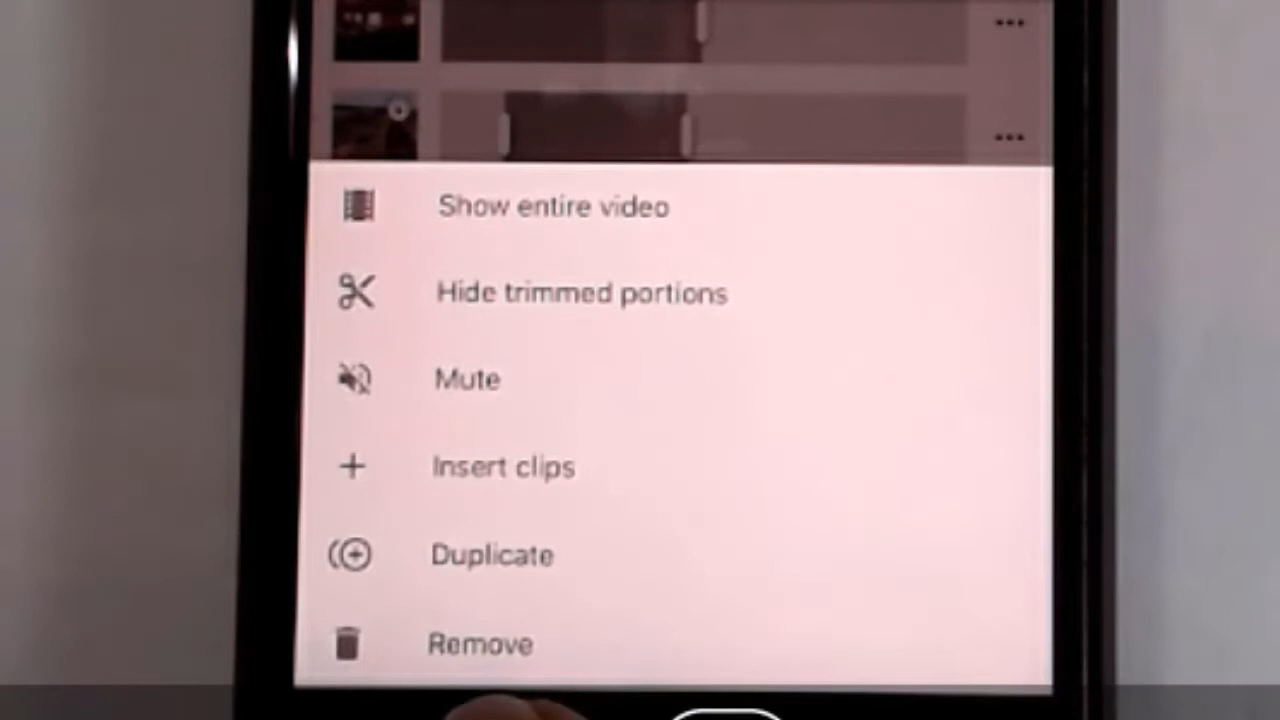 Show entire video
Hide trimmed portions
Mute
Insert clips
Duplicate
Remove